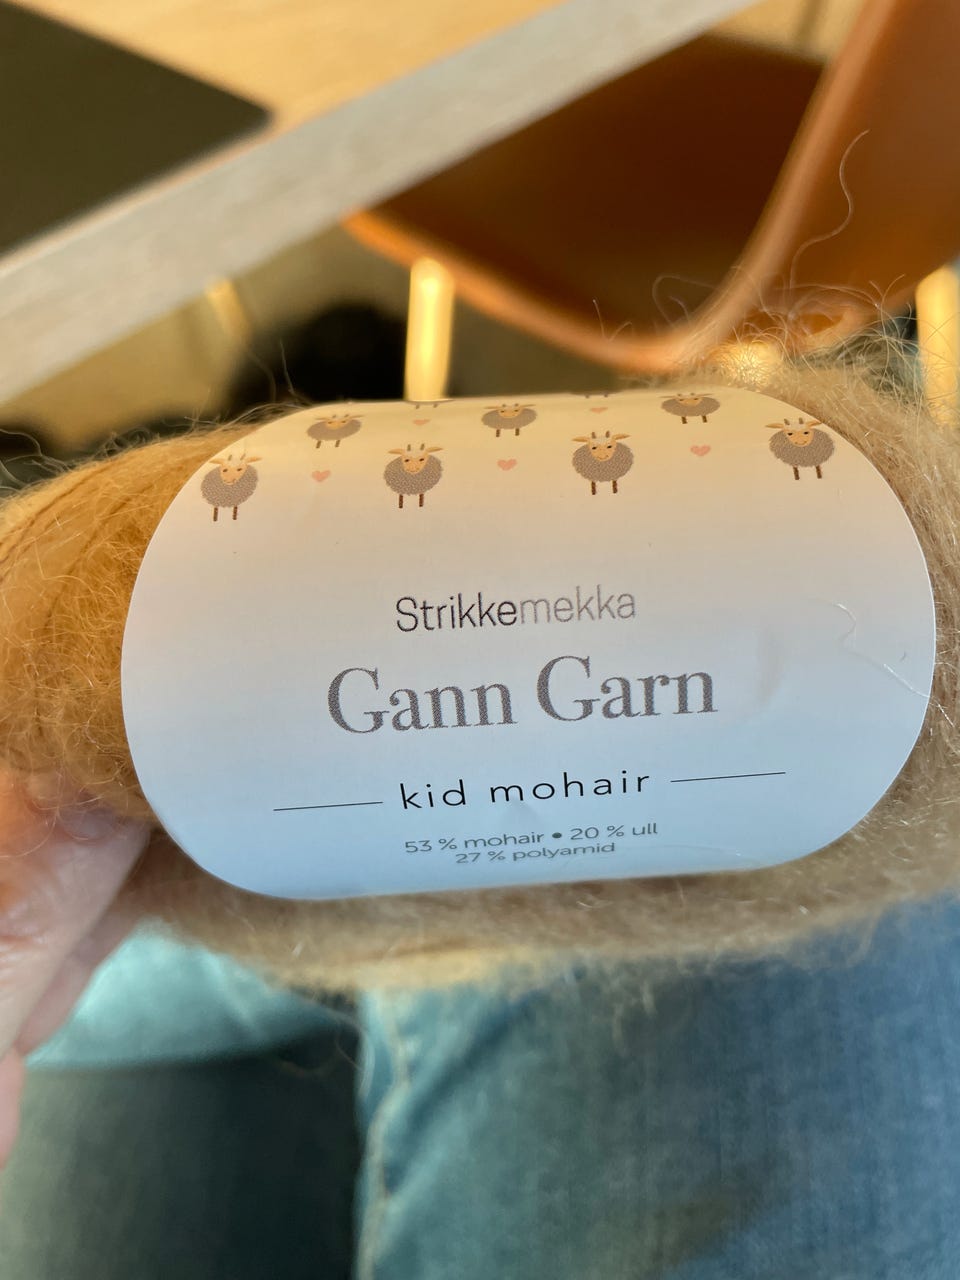 Strikkemekka
Gann Garn
kid mohair
53 % mohair • 20 % ull
27 % polyamid